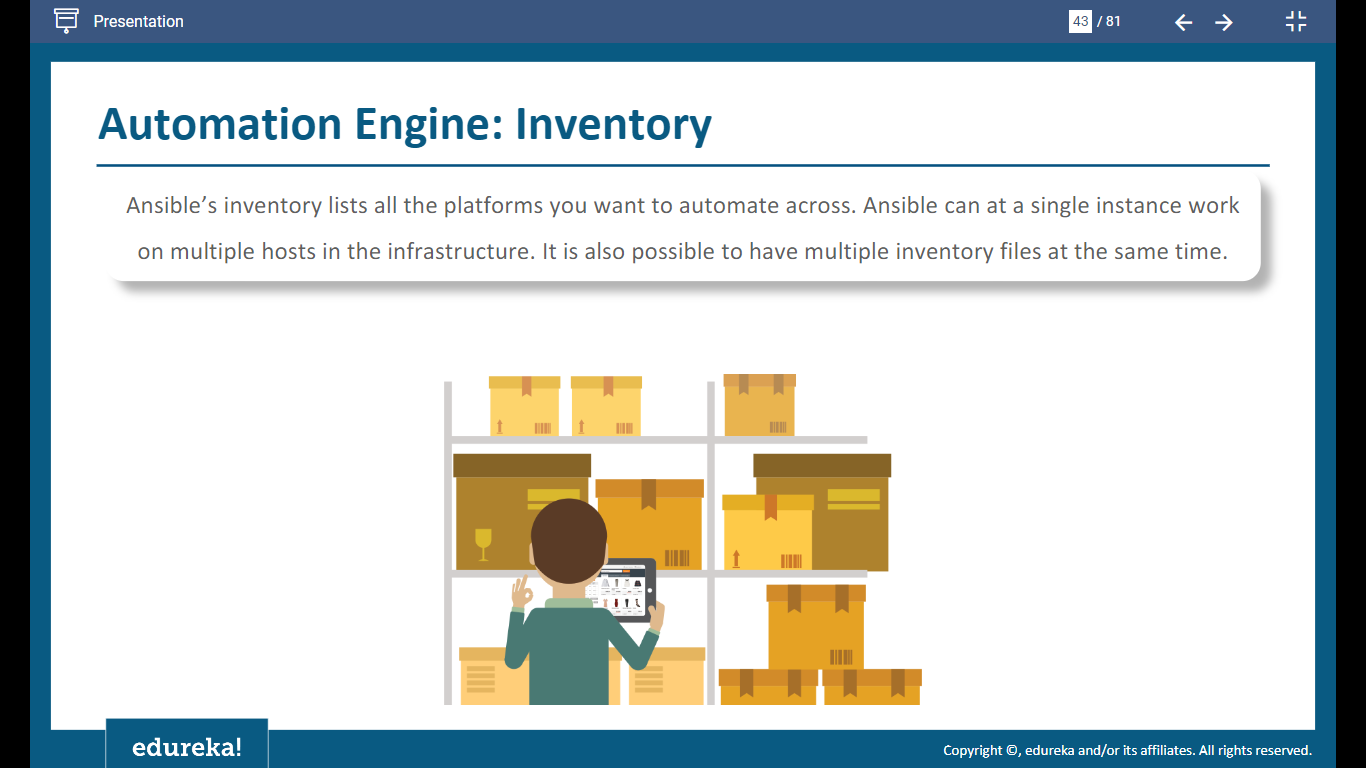 Presentation
43 / 81
Automation Engine: Inventory
Ansible’s inventory lists all the platforms you want to automate across. Ansible can at a single instance work
on multiple hosts in the infrastructure. It is also possible to have multiple inventory files at the same time.
edureka!
Copyright ©, edureka and/or its affiliates. All rights reserved.